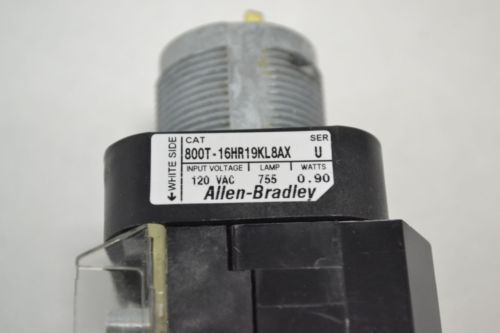 ← WHITE SIDE
CAT SER
800T-16HR19KL8AX U
INPUT VOLTAGE LAMP WATTS
120 VAC 755 0.90
Allen-Bradley